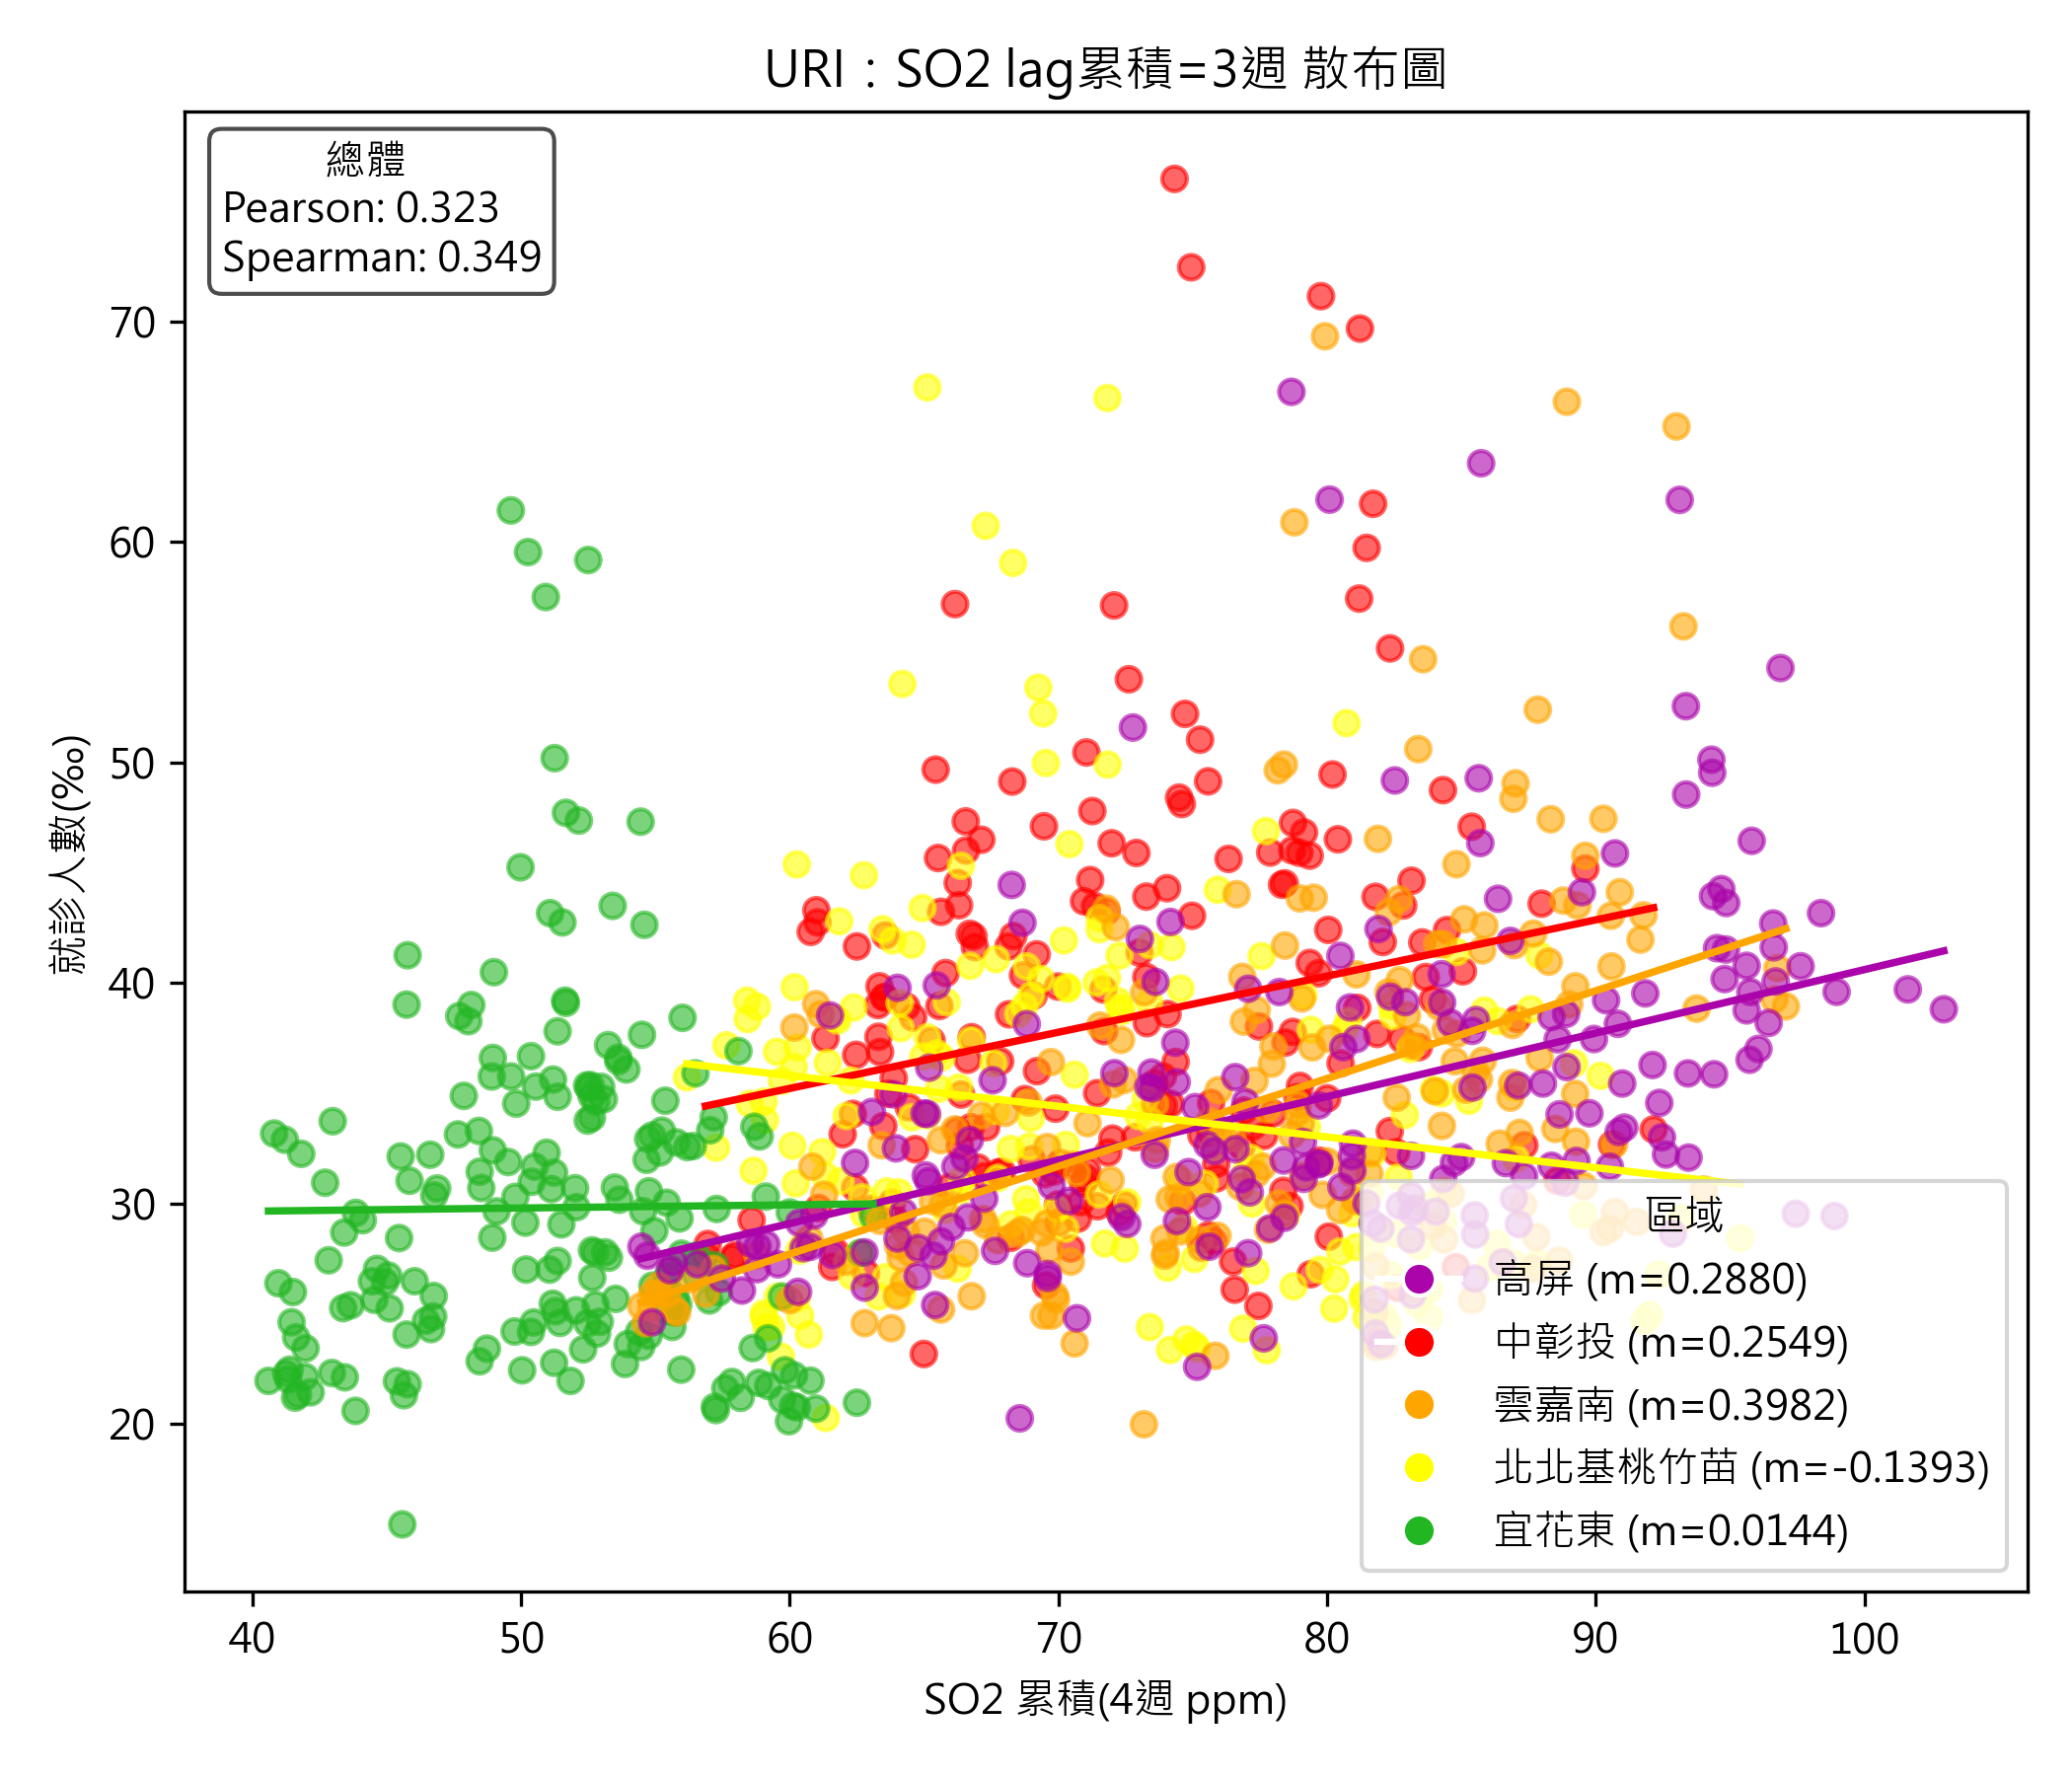 URI：SO2 lag累積=3週 散布圖
總體
Pearson: 0.323
Spearman: 0.349
就診人數(‰)
70
60
50
40
30
20
區域
高屏 (m=0.2880)
中彰投 (m=0.2549)
雲嘉南 (m=0.3982)
北北基桃竹苗 (m=-0.1393)
宜花東 (m=0.0144)
40 50 60 70 80 90 100
SO2 累積(4週 ppm)